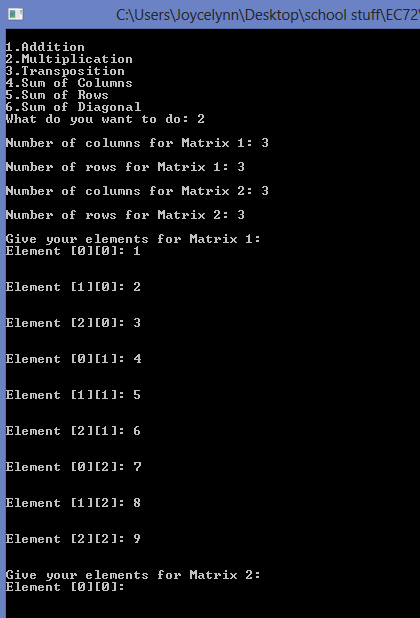 C:\Users\Joycelynn\Desktop\school stuff\EC72\
1.Addition
2.Multiplication
3.Transposition
4.Sum of Columns
5.Sum of Rows
6.Sum of Diagonal
What do you want to do: 2
Number of columns for Matrix 1: 3
Number of rows for Matrix 1: 3
Number of columns for Matrix 2: 3
Number of rows for Matrix 2: 3
Give your elements for Matrix 1:
Element [0][0]: 1
Element [1][0]: 2
Element [2][0]: 3
Element [0][1]: 4
Element [1][1]: 5
Element [2][1]: 6
Element [0][2]: 7
Element [1][2]: 8
Element [2][2]: 9
Give your elements for Matrix 2:
Element [0][0]: